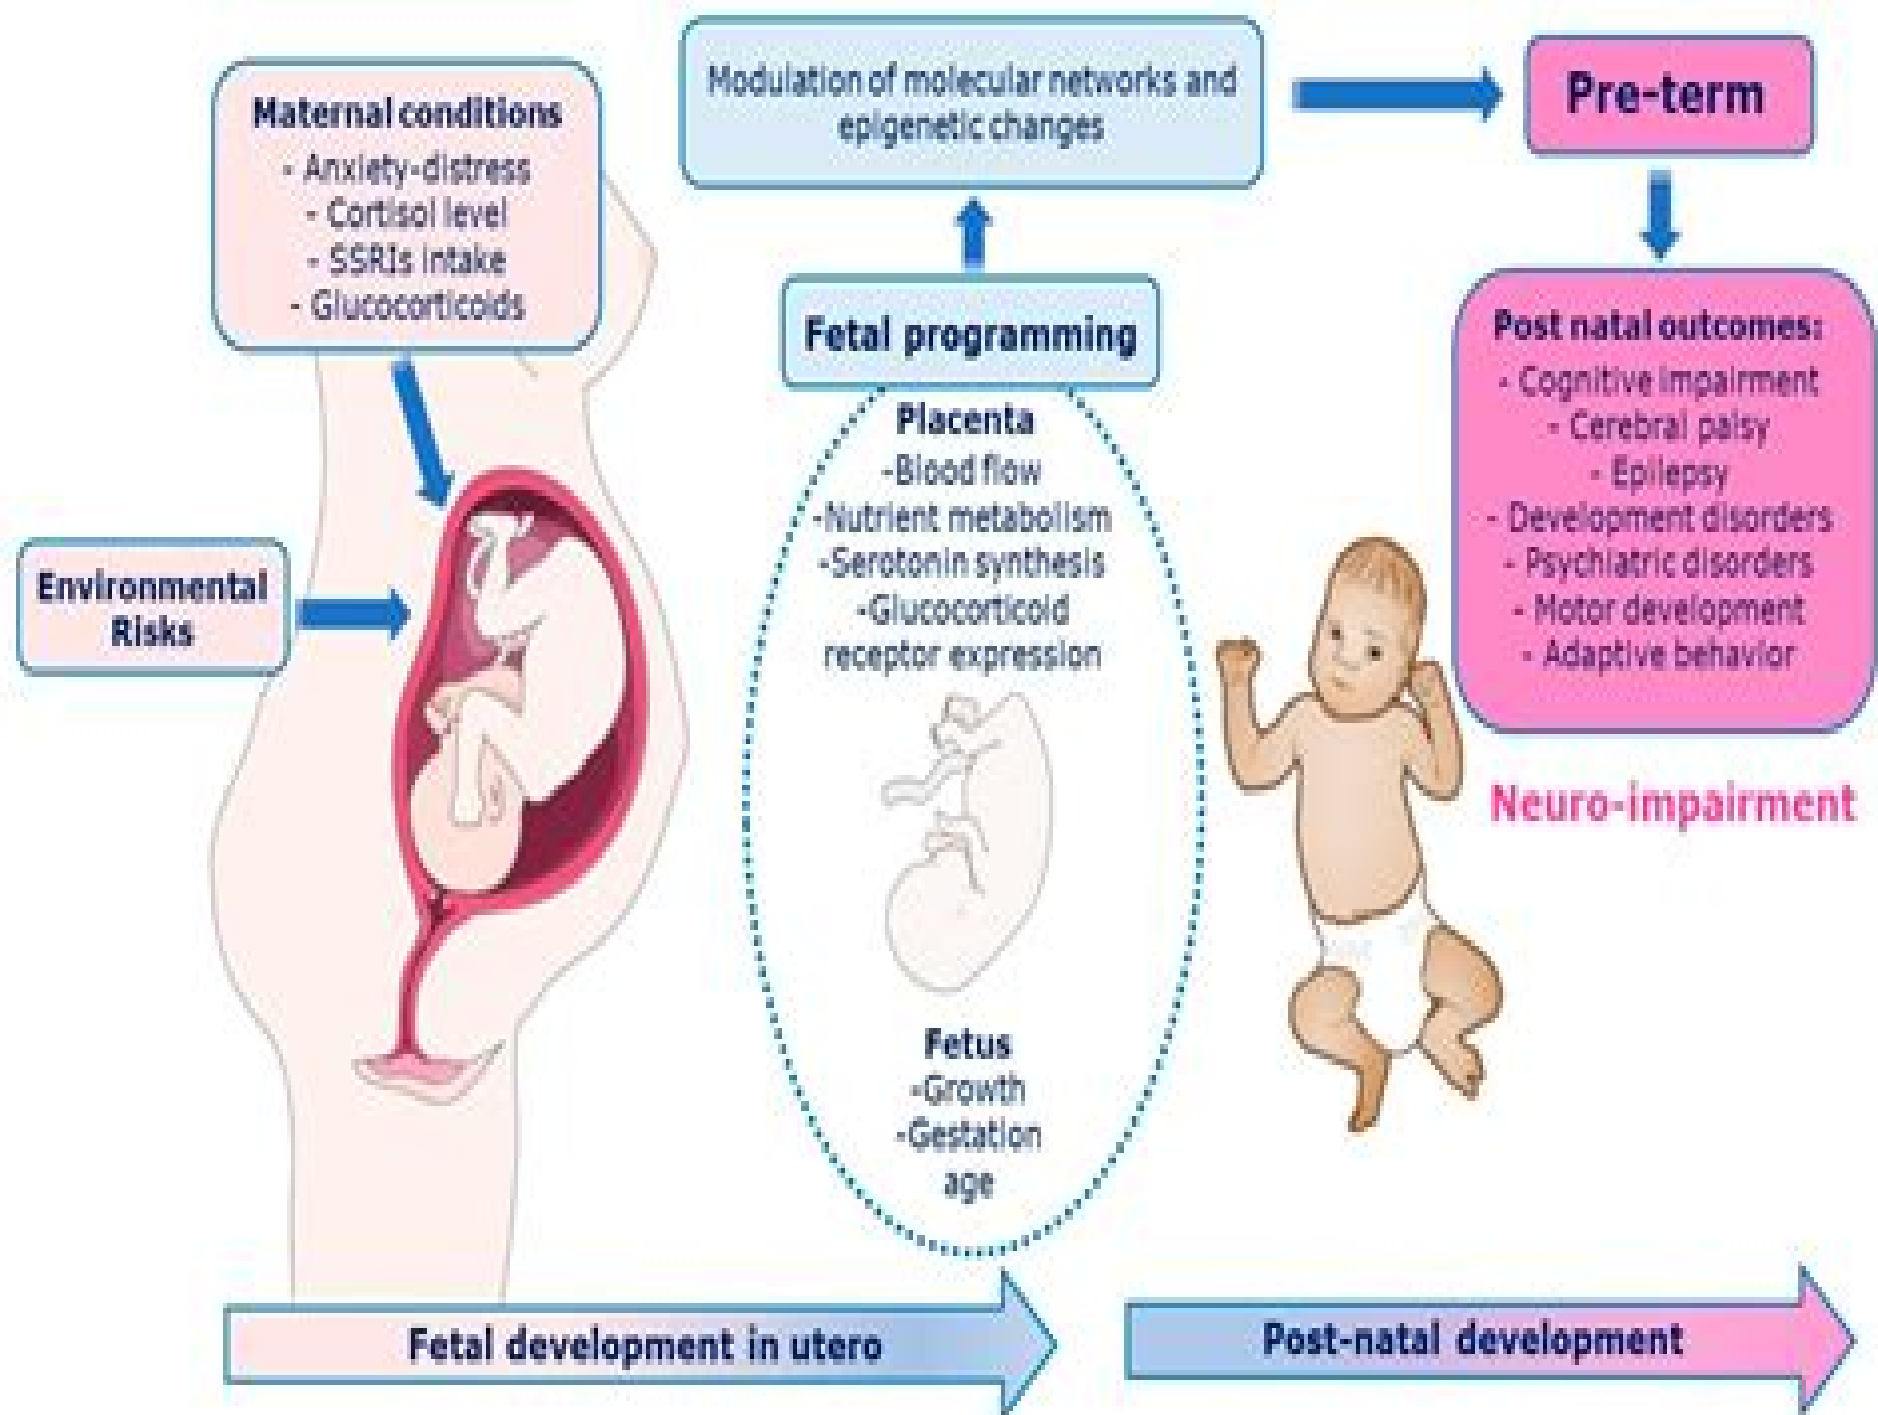 Maternal conditions
- Anxiety-distress
- Cortisol level
- SSRIs intake
- Glucocorticoids
Environmental
Risks
Modulation of molecular networks and
epigenetic changes
Fetal programming
Placenta
-Blood flow
-Nutrient metabolism
-Serotonin synthesis
-Glucocorticoid
receptor expression
Fetus
-Growth
-Gestation
age
Pre-term
Post natal outcomes:
- Cognitive impairment
- Cerebral palsy
- Epilepsy
- Development disorders
- Psychiatric disorders
- Motor development
- Adaptive behavior
Neuro-impairment
Fetal development in utero
Post-natal development